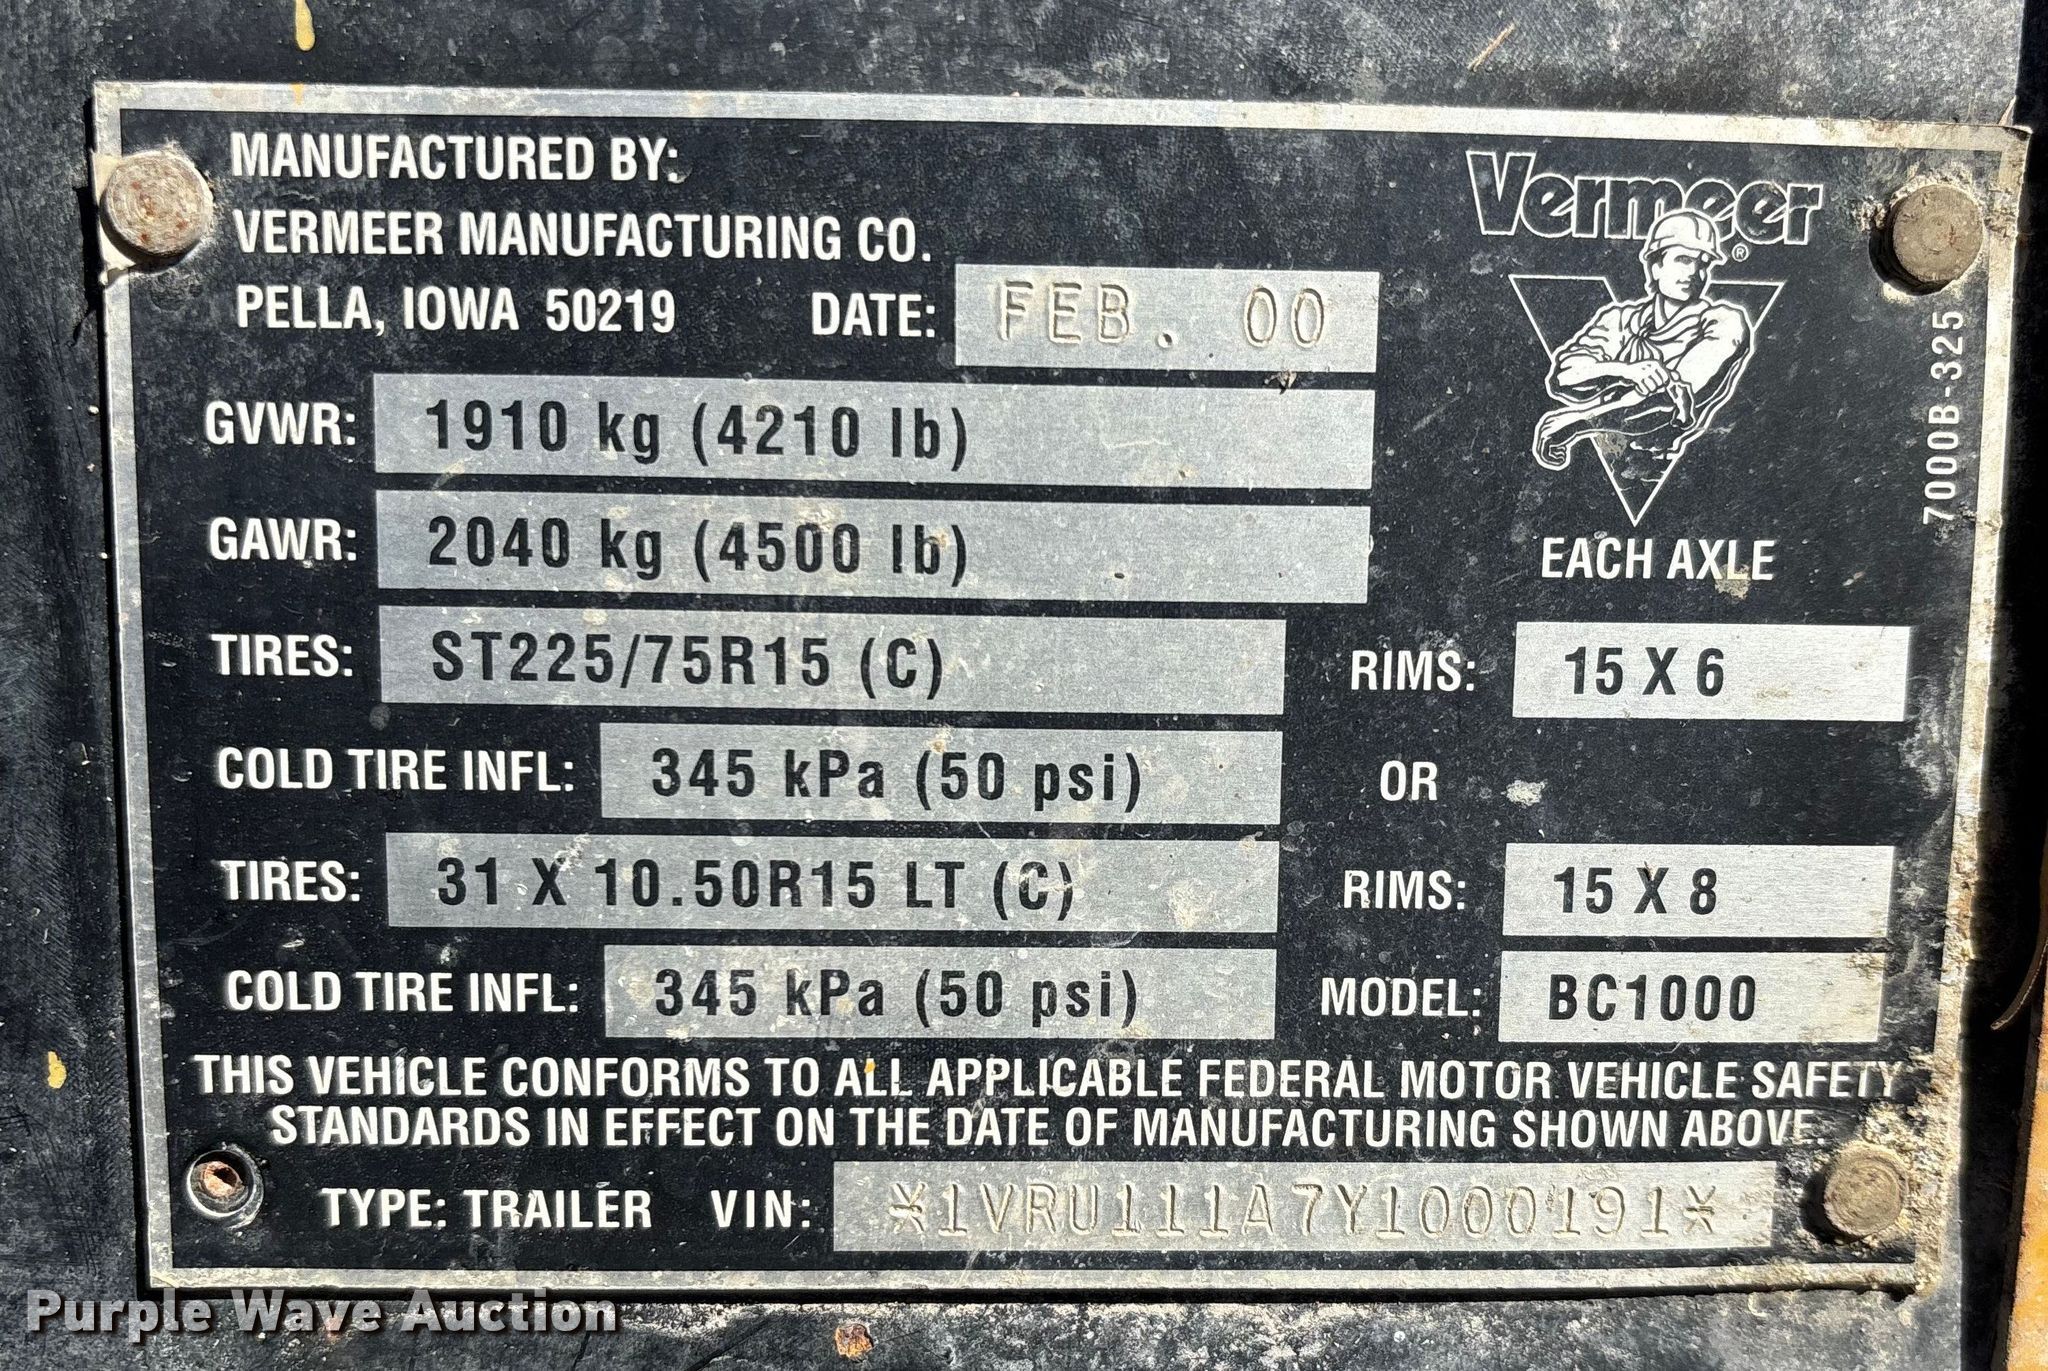 MANUFACTURED BY:
VERMEER MANUFACTURING CO.
PELLA, IOWA 50219 DATE: FEB. 00
Vermeer®
GVWR: 1910 kg (4210 lb)
GAWR: 2040 kg (4500 lb) EACH AXLE
7000B-325
TIRES: ST225/75R15 (C) RIMS: 15 X 6
COLD TIRE INFL: 345 kPa (50 psi) OR
TIRES: 31 X 10.50R15 LT (C) RIMS: 15 X 8
COLD TIRE INFL: 345 kPa (50 psi) MODEL: BC1000
THIS VEHICLE CONFORMS TO ALL APPLICABLE FEDERAL MOTOR VEHICLE SAFETY
STANDARDS IN EFFECT ON THE DATE OF MANUFACTURING SHOWN ABOVE.
TYPE: TRAILER VIN: *1VRU111A7Y1000191*
Purple Wave Auction